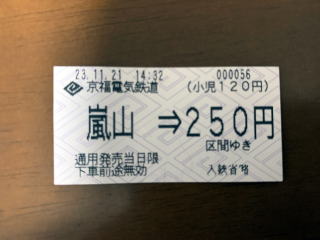 23.11.21 14:32 000056
京福電気鉄道 (小児120円)
嵐山 ⇒250円
区間ゆき
通用発売当日限
下車前途無効 入鋏省略